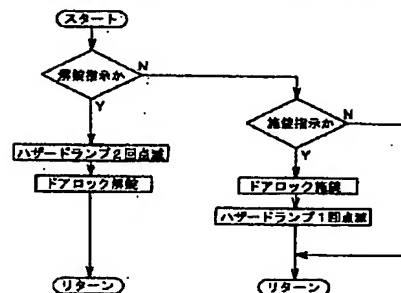 スタート
解錠指示か
N
Y
施錠指示か
N
Y
ハザードランプ2回点滅
ドアロック解錠
ドアロック施錠
ハザードランプ1回点滅
リターン
リターン